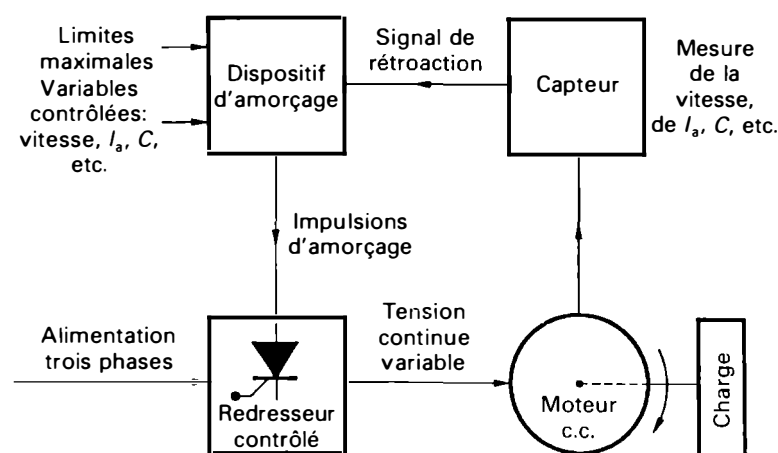 Limites
maximales
Variables
contrôlées:
vitesse, Iₐ, C,
etc.
Dispositif
d'amorçage
Signal de
rétroaction
Capteur
Mesure
de la
vitesse,
de Iₐ, C, etc.
Impulsions
d'amorçage
Alimentation
trois phases
Redresseur
contrôlé
Tension
continue
variable
Moteur
c.c.
Charge